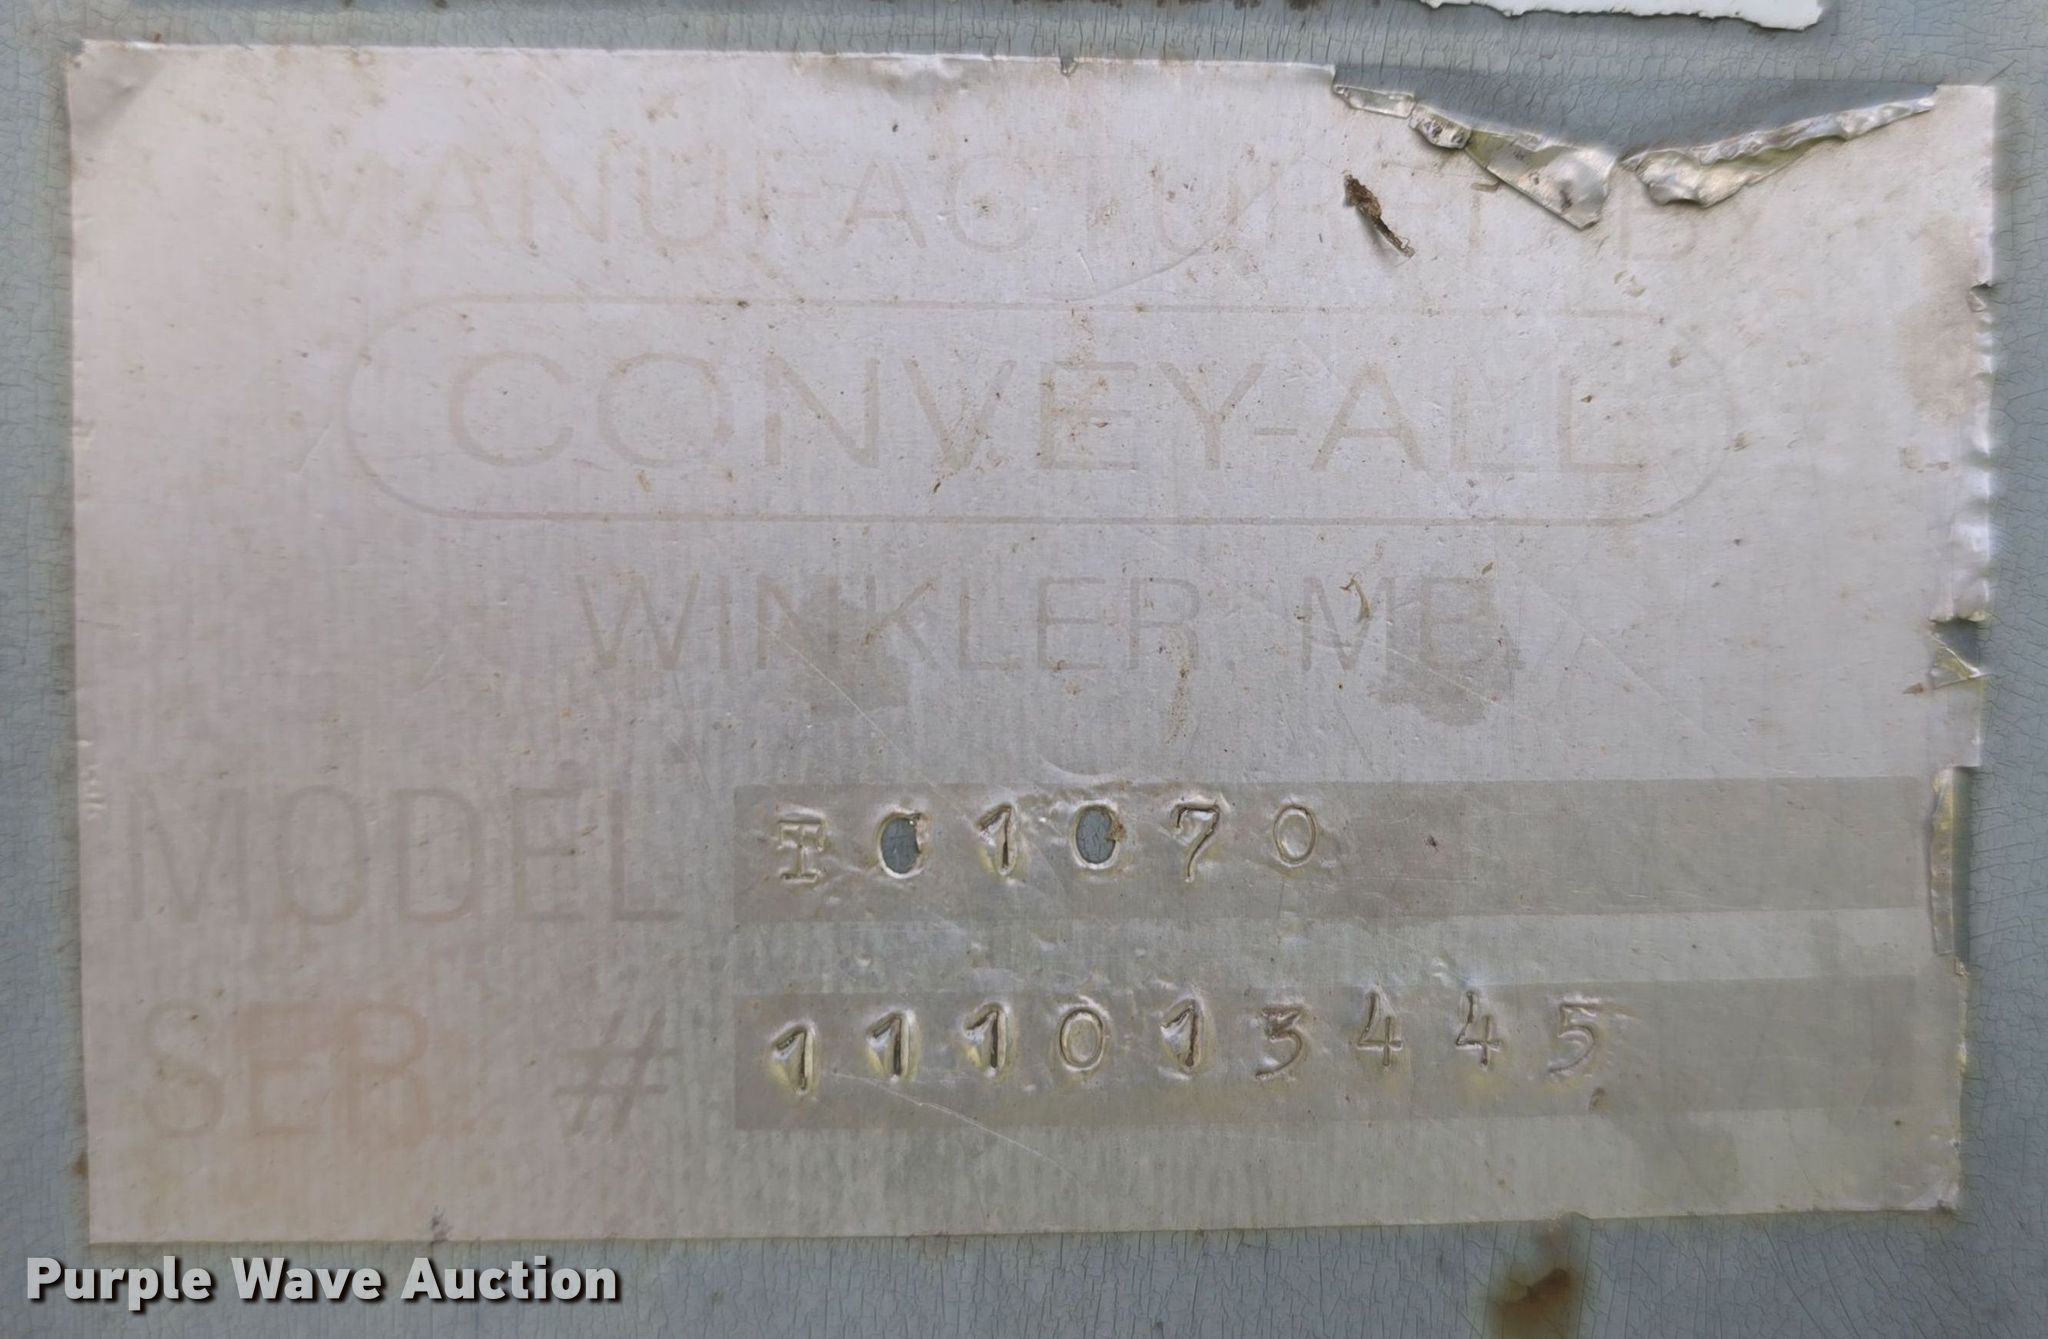 MANUFACTURED BY
CONVEY-ALL
WINKLER, MB.
MODEL TC1070
SER. # 111013445
Purple Wave Auction